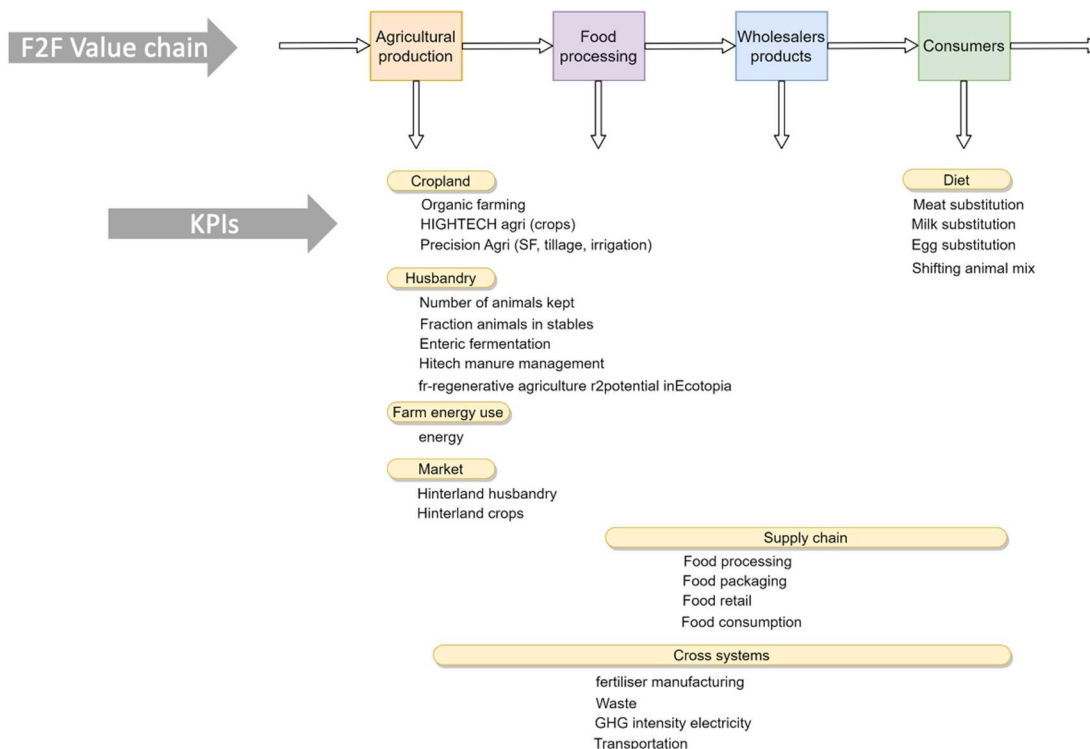 F2F Value chain
Agricultural
production
Food
processing
Wholesalers
products
Consumers
KPIs
Cropland
Organic farming
HIGHTECH agri (crops)
Precision Agri (SF, tillage, irrigation)
Husbandry
Number of animals kept
Fraction animals in stables
Enteric fermentation
Hitech manure management
fr-regenerative agriculture r2potential inEcotopia
Farm energy use
energy
Market
Hinterland husbandry
Hinterland crops
Diet
Meat substitution
Milk substitution
Egg substitution
Shifting animal mix
Supply chain
Food processing
Food packaging
Food retail
Food consumption
Cross systems
fertiliser manufacturing
Waste
GHG intensity electricity
Transportation